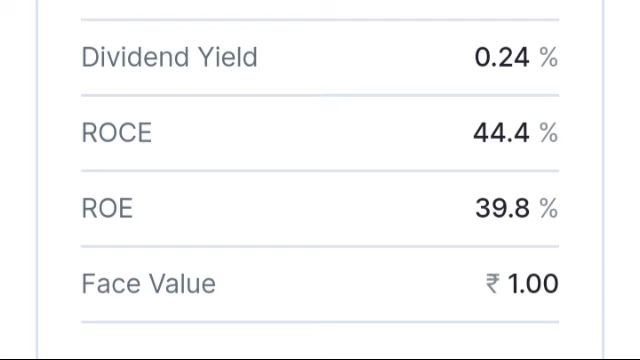 Dividend Yield 0.24 %
ROCE 44.4 %
ROE 39.8 %
Face Value ₹ 1.00